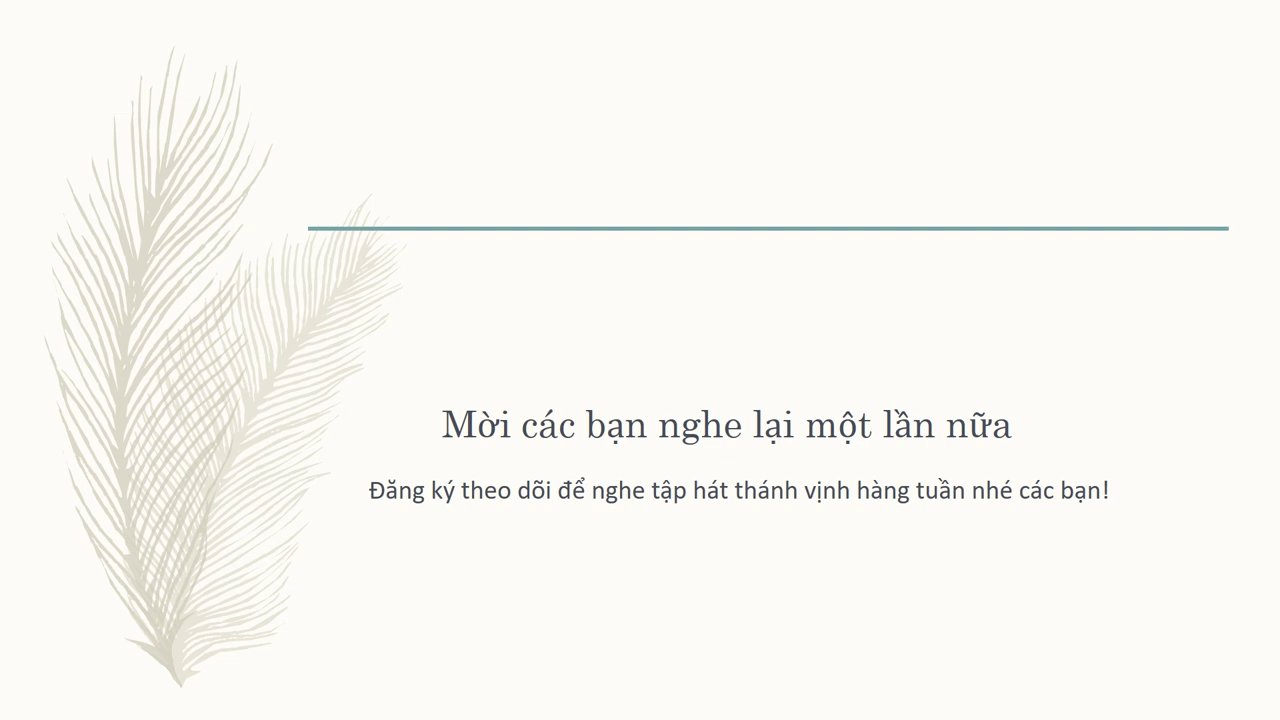 Mời các bạn nghe lại một lần nữa
Đăng ký theo dõi để nghe tập hát thánh vịnh hàng tuần nhé các bạn!